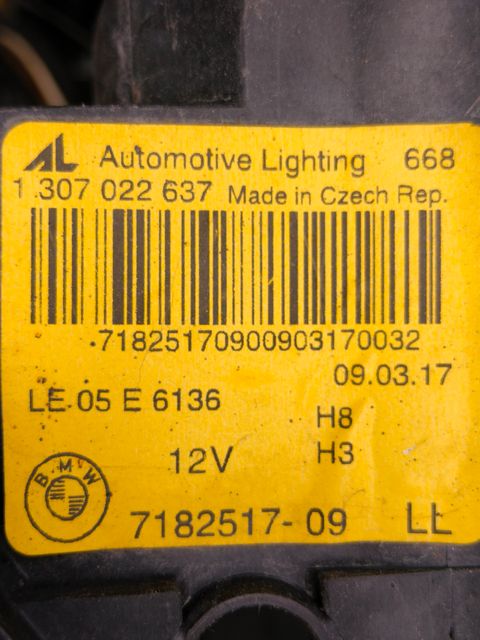 AL Automotive Lighting 668
1 307 022 637 Made in Czech Rep.
71825170900903170032
09.03.17
LE 05 E 6136
H8
12V H3
BMW
7182517-09 LL